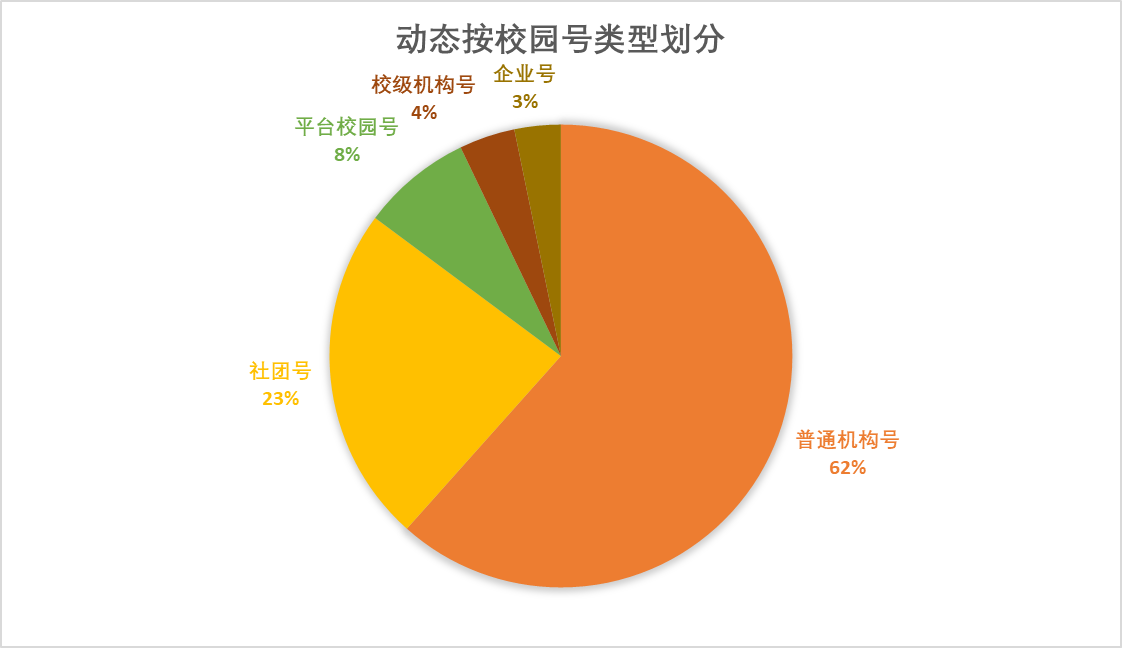 动态按校园号类型划分
企业号
3%
校级机构号
4%
平台校园号
8%
社团号
23%
普通机构号
62%